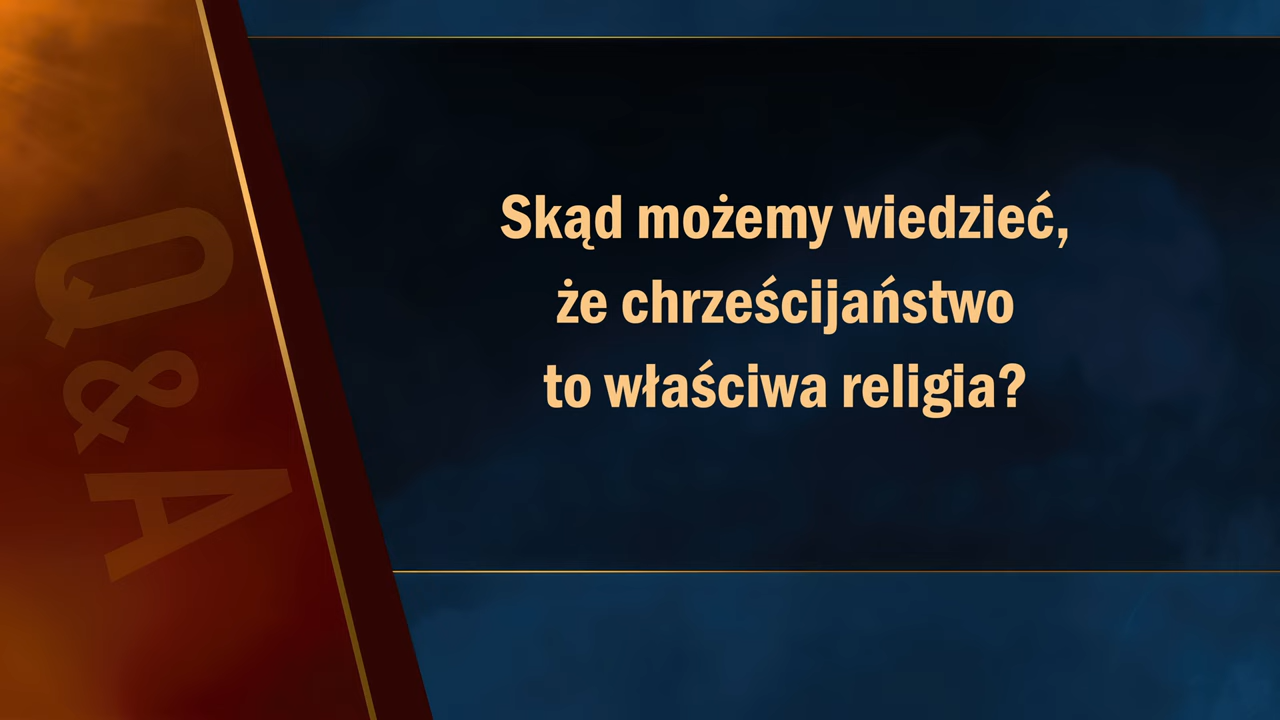 Q&A
Skąd możemy wiedzieć,
że chrześcijaństwo
to właściwa religia?